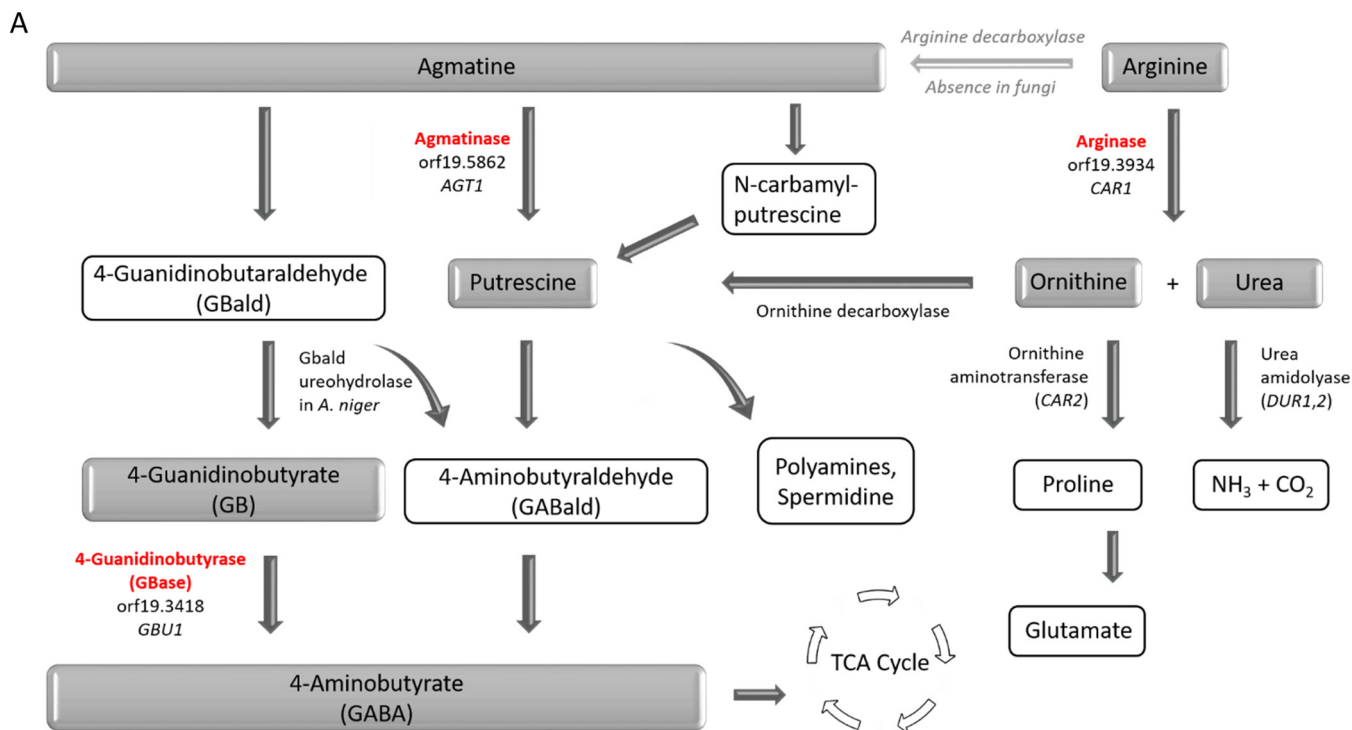 A
Agmatine
Arginine decarboxylase
Absence in fungi
Arginine
Agmatinase
orf19.5862
AGT1
N-carbamyl-
putrescine
Arginase
orf19.3934
CAR1
4-Guanidinobutaraldehyde
(GBald)
Putrescine
Ornithine decarboxylase
Ornithine
+
Urea
Gbald
ureohydrolase
in A. niger
Ornithine
aminotransferase
(CAR2)
Urea
amidolyase
(DUR1,2)
4-Guanidinobutyrate
(GB)
4-Aminobutyraldehyde
(GABald)
Polyamines,
Spermidine
Proline
NH₃ + CO₂
4-Guanidinobutyrase
(GBase)
orf19.3418
GBU1
TCA Cycle
Glutamate
4-Aminobutyrate
(GABA)